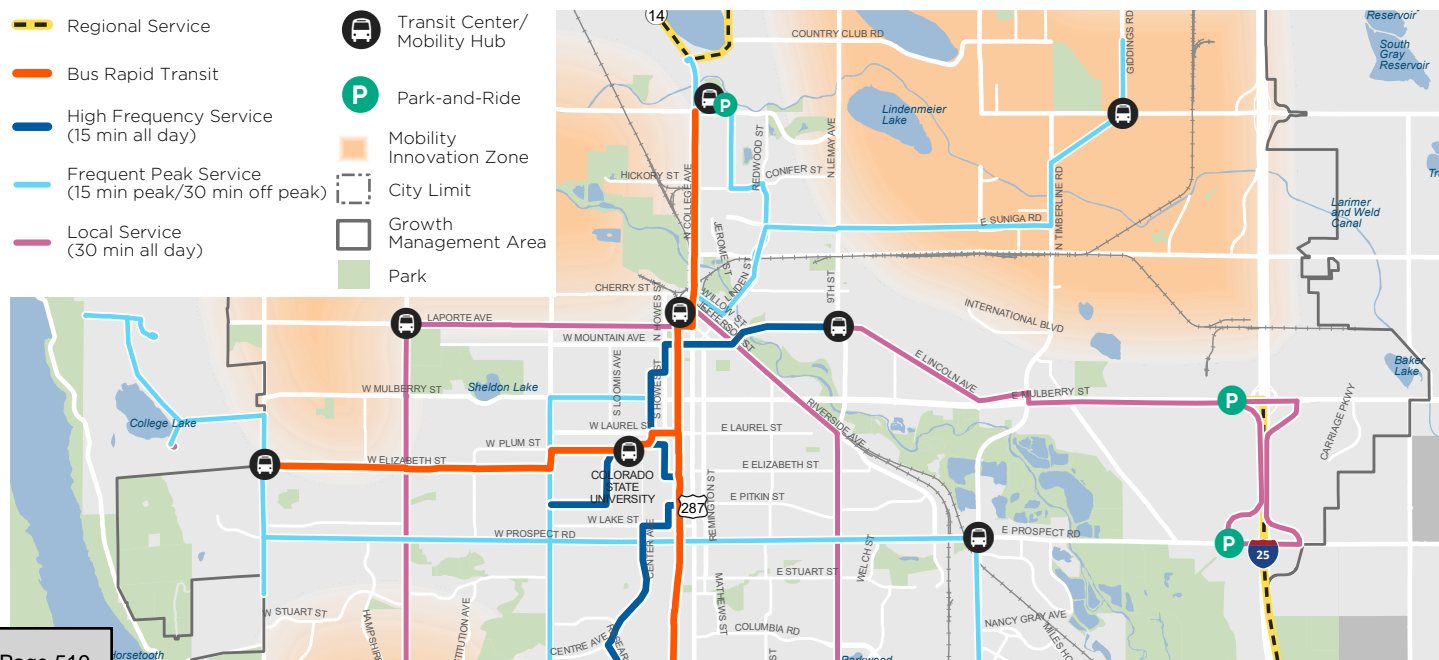 Regional Service
Bus Rapid Transit
High Frequency Service
(15 min all day)
Frequent Peak Service
(15 min peak/30 min off peak)
Local Service
(30 min all day)
Transit Center/
Mobility Hub
P
Park-and-Ride
Mobility
Innovation Zone
City Limit
Growth
Management Area
Park
14
COUNTRY CLUB RD
GIDDINGS RD
Reservoir
South
Gray
Reservoir
P
Lindenmeier
Lake
REDWOOD ST
N LEMAY AVE
CONIFER ST
HICKORY ST
N COLLEGE AVE
N TIMBERLINE RD
Larimer
and Weld
Canal
E SUNIGA RD
JEROME ST
LINDEN ST
CHERRY ST
N HOWES ST
WILLOW ST
JEFFERSON ST
9TH ST
INTERNATIONAL BLVD
LAPORTE AVE
W MOUNTAIN AVE
E LINCOLN AVE
Baker
Lake
S LOOMIS AVE
S HOWES ST
W MULBERRY ST
Sheldon Lake
E MULBERRY ST
P
CARRIAGE PKWY
College Lake
W LAUREL S
E LAUREL ST
RIVERSIDE AVE
W PLUM ST
W ELIZABETH ST
E ELIZABETH ST
COLORADO
STATE
UNIVERSITY
287
REMINGTON ST
E PITKIN ST
W LAKE ST
W PROSPECT RD
CENTER AVE
E PROSPECT RD
P
25
E STUART ST
WELCH ST
MATHEWS ST
W STUART ST
HAMPSHIR
TITUTION AVE
CENTRE AVE
COLUMBIA RD
NANCY GRAY AVE
MILES HO
Horsetooth
Page 510